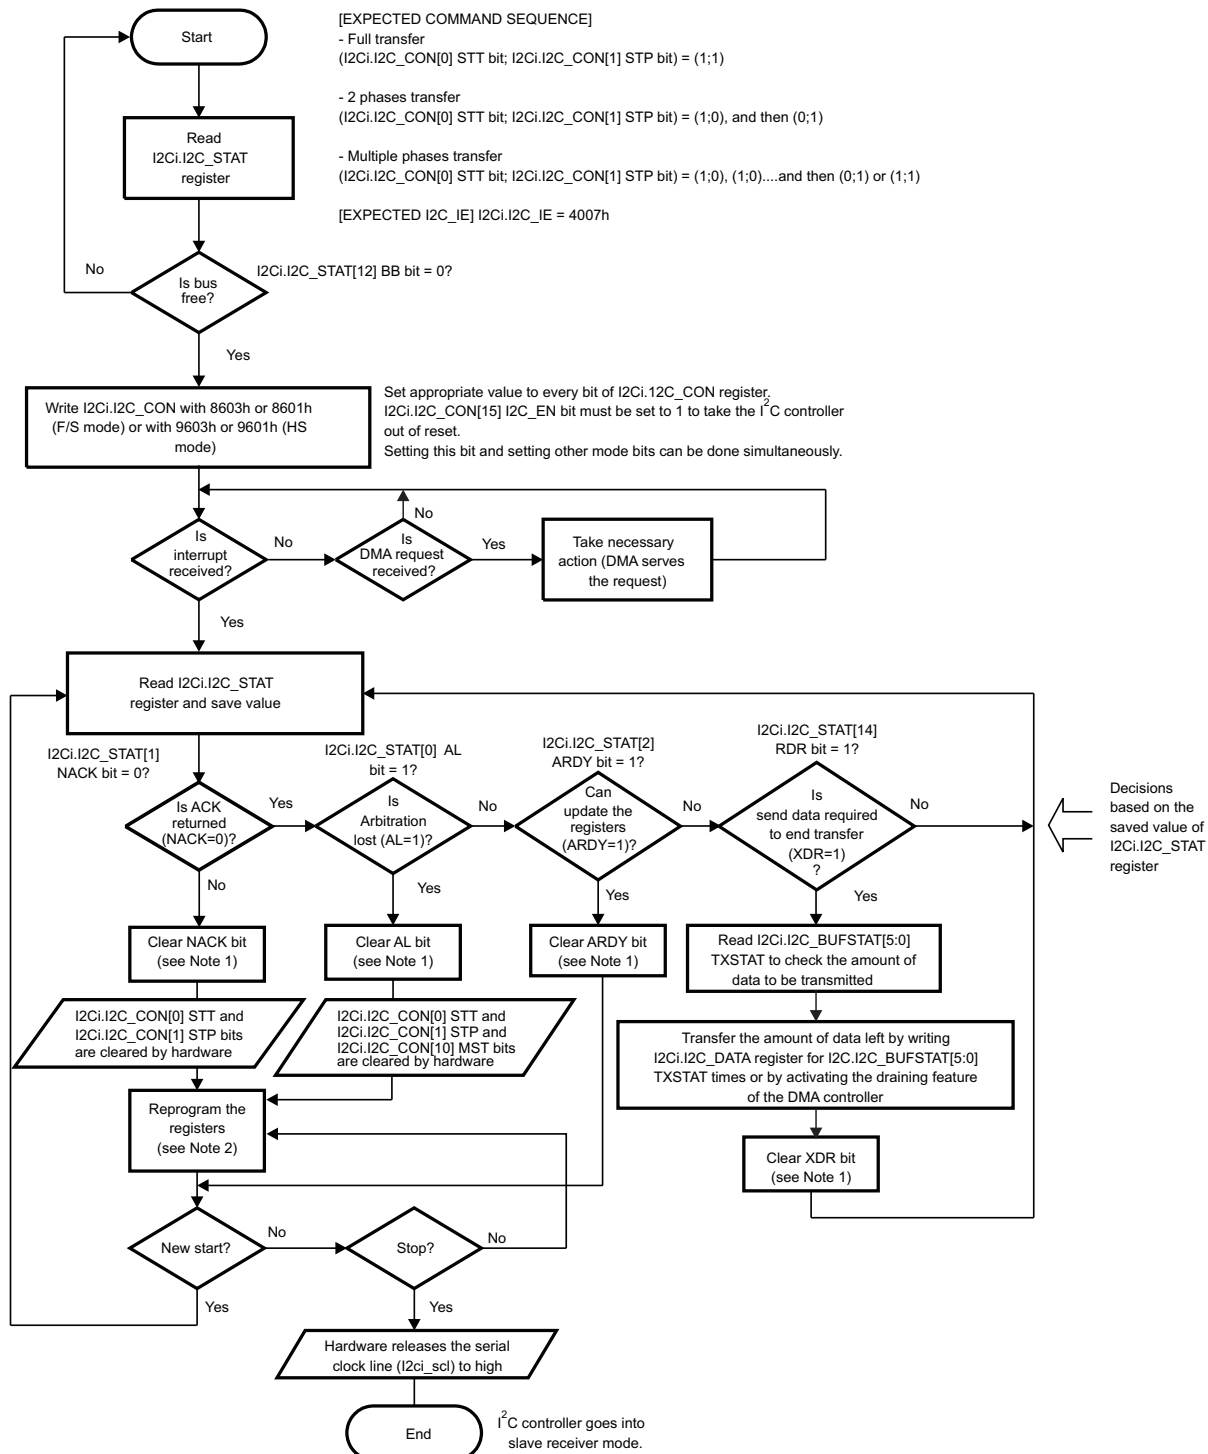 Start
[EXPECTED COMMAND SEQUENCE]
- Full transfer
(I2Ci.I2C_CON[0] STT bit; I2Ci.I2C_CON[1] STP bit) = (1;1)
- 2 phases transfer
(I2Ci.I2C_CON[0] STT bit; I2Ci.I2C_CON[1] STP bit) = (1;0), and then (0;1)
- Multiple phases transfer
(I2Ci.I2C_CON[0] STT bit; I2Ci.I2C_CON[1] STP bit) = (1;0), (1;0)....and then (0;1) or (1;1)
[EXPECTED I2C_IE] I2Ci.I2C_IE = 4007h
Read
I2Ci.I2C_STAT
register
No
Is bus
free?
I2Ci.I2C_STAT[12] BB bit = 0?
Yes
Write I2Ci.I2C_CON with 8603h or 8601h
(F/S mode) or with 9603h or 9601h (HS
mode)
Set appropriate value to every bit of I2Ci.12C_CON register.
I2Ci.I2C_CON[15] I2C_EN bit must be set to 1 to take the I2C controller
out of reset.
Setting this bit and setting other mode bits can be done simultaneously.
Is
interrupt
received?
No
No
Is
DMA request
received?
Yes
Take necessary
action (DMA serves
the request)
Yes
Read I2Ci.I2C_STAT
register and save value
I2Ci.I2C_STAT[1]
NACK bit = 0?
I2Ci.I2C_STAT[0] AL
bit = 1?
I2Ci.I2C_STAT[2]
ARDY bit = 1?
I2Ci.I2C_STAT[14]
RDR bit = 1?
Is ACK
returned
(NACK=0)?
Yes
Is
Arbitration
lost (AL=1)?
No
Can
update the
registers
(ARDY=1)?
No
Is
send data required
to end transfer
(XDR=1)
?
No
Decisions
based on the
saved value of
I2Ci.I2C_STAT
register
No
Yes
Yes
Yes
Clear NACK bit
(see Note 1)
Clear AL bit
(see Note 1)
Clear ARDY bit
(see Note 1)
Read I2Ci.I2C_BUFSTAT[5:0]
TXSTAT to check the amount of
data to be transmitted
I2Ci.I2C_CON[0] STT and
I2Ci.I2C_CON[1] STP bits
are cleared by hardware
I2Ci.I2C_CON[0] STT and
I2Ci.I2C_CON[1] STP and
I2Ci.I2C_CON[10] MST bits
are cleared by hardware
Transfer the amount of data left by writing
I2Ci.I2C_DATA register for I2C.I2C_BUFSTAT[5:0]
TXSTAT times or by activating the draining feature
of the DMA controller
Reprogram the
registers
(see Note 2)
Clear XDR bit
(see Note 1)
New start?
No
Stop?
No
Yes
Yes
Hardware releases the serial
clock line (I2ci_scl) to high
End
I2C controller goes into
slave receiver mode.